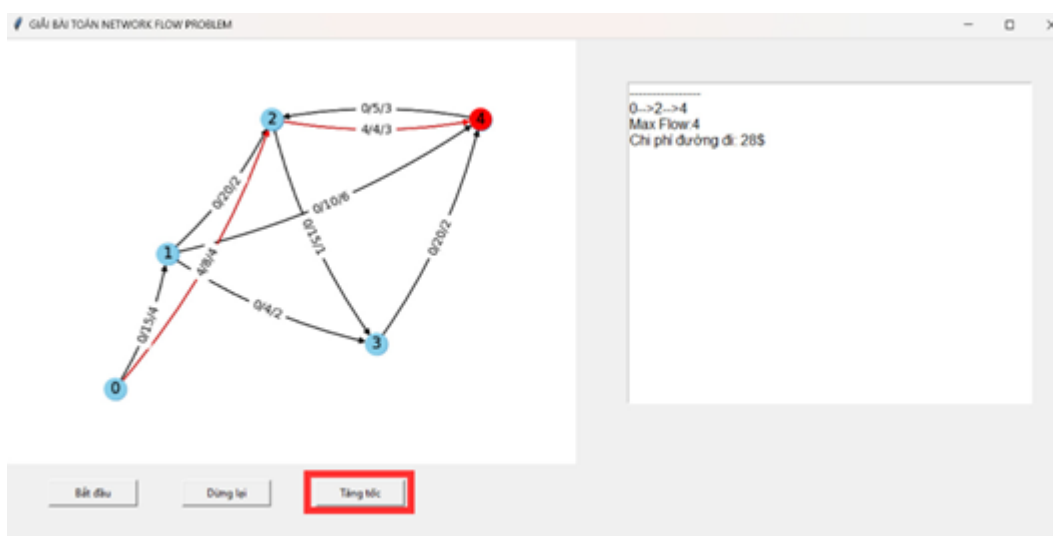 GIẢI BÀI TOÁN NETWORK FLOW PROBLEM
2
0/5/3
4/4/3
4
0/20/2
0/10/6
0/15/1
0/20/2
1
4/8/4
0/4/2
0/15/4
3
0
--------------------
0-->2-->4
Max Flow:4
Chi phí đường đi: 28$
Bắt đầu
Dừng lại
Tăng tốc